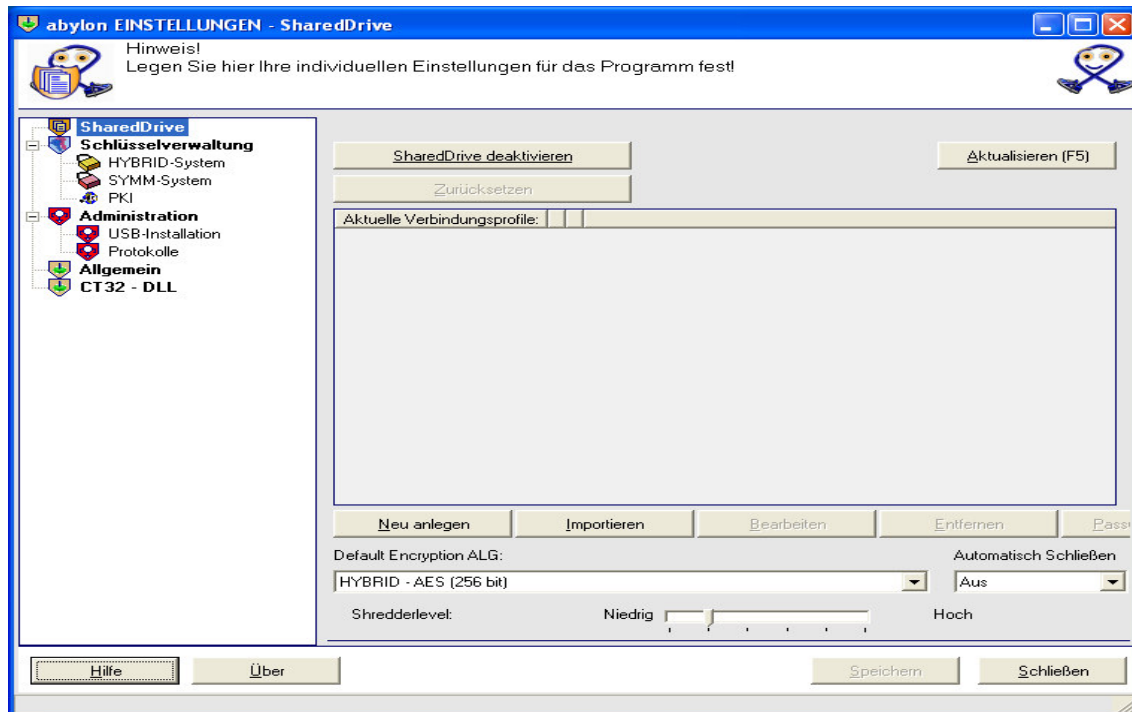 abylon EINSTELLUNGEN - SharedDrive
Hinweis!
Legen Sie hier Ihre individuellen Einstellungen für das Programm fest!
SharedDrive
Schlüsselverwaltung
HYBRID-System
SYMM-System
PKI
Administration
USB-Installation
Protokolle
Allgemein
CT32 - DLL
SharedDrive deaktivieren
Aktualisieren (F5)
Zurücksetzen
Aktuelle Verbindungsprofile:
Neu anlegen
Importieren
Bearbeiten
Entfernen
Default Encryption ALG:
Automatisch Schließen
HYBRID - AES (256 bit)
Aus
Shredderlevel:
Niedrig
Hoch
Hilfe
Über
Speichern
Schließen